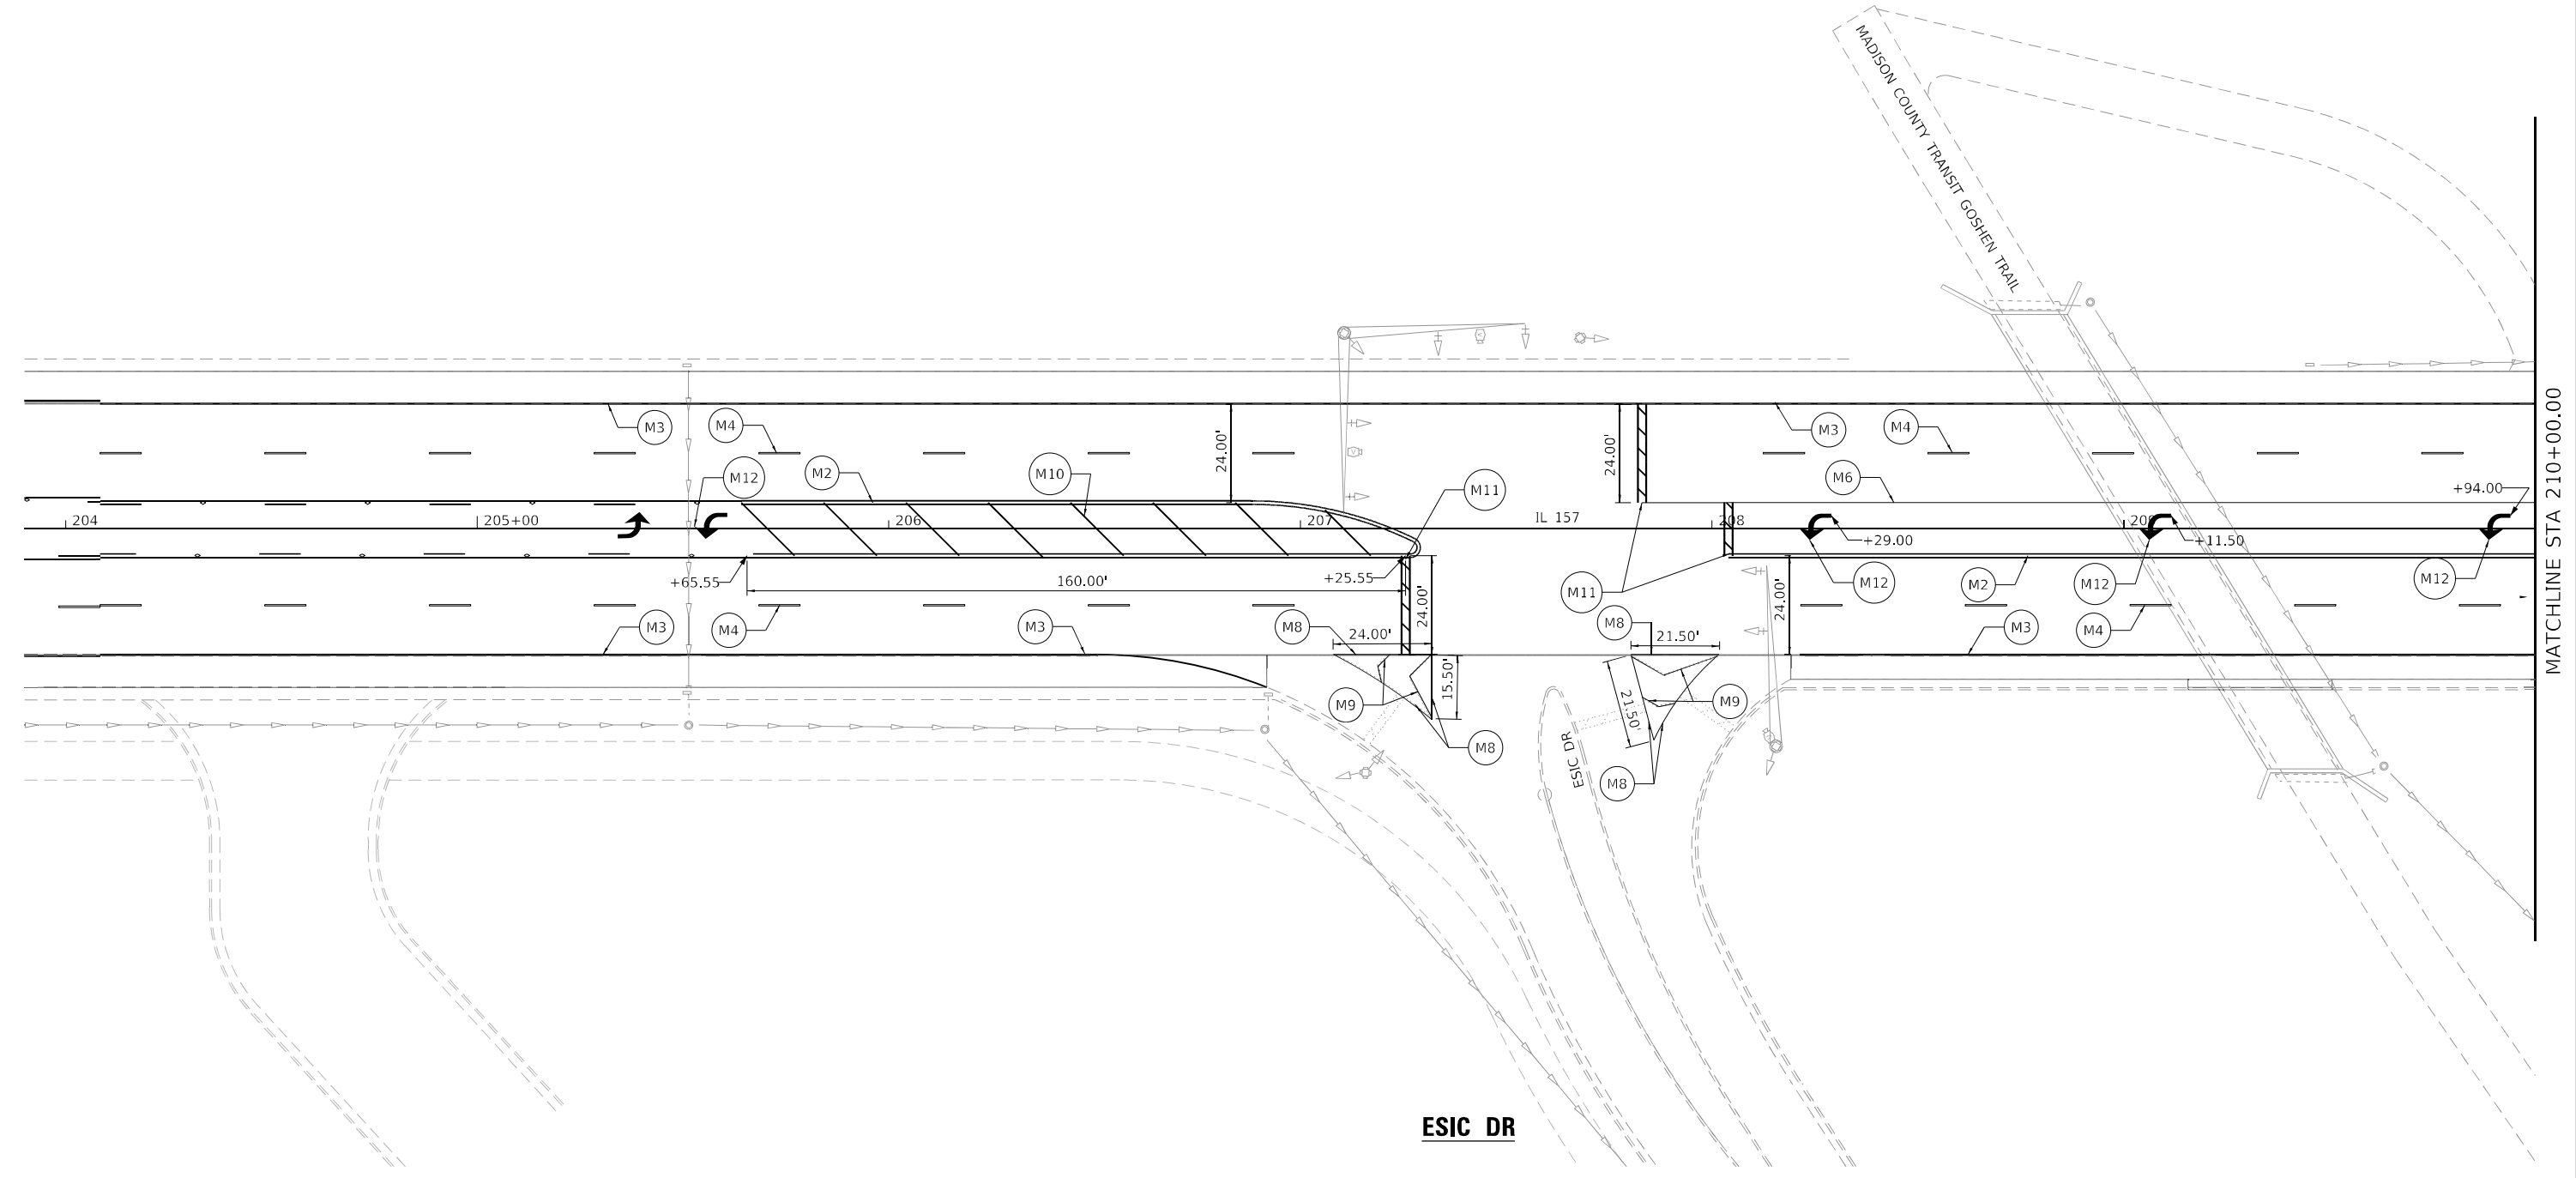 MADISON COUNTY TRANSIT GOSHEN TRAIL
MATCHLINE STA 210+00.00
M3
M4
24.00'
24.00'
M3
M4
M12
M2
M10
M11
M6
+94.00
204
205+00
206
207
IL 157
208
209
+29.00
+11.50
+65.55
160.00'
+25.55
M11
M12
M2
M12
M12
24.00'
24.00'
M3
M4
M3
M8
24.00'
M8
21.50'
M3
M4
15.50'
M9
21.50'
M9
M8
ESIC DR
M8
ESIC DR